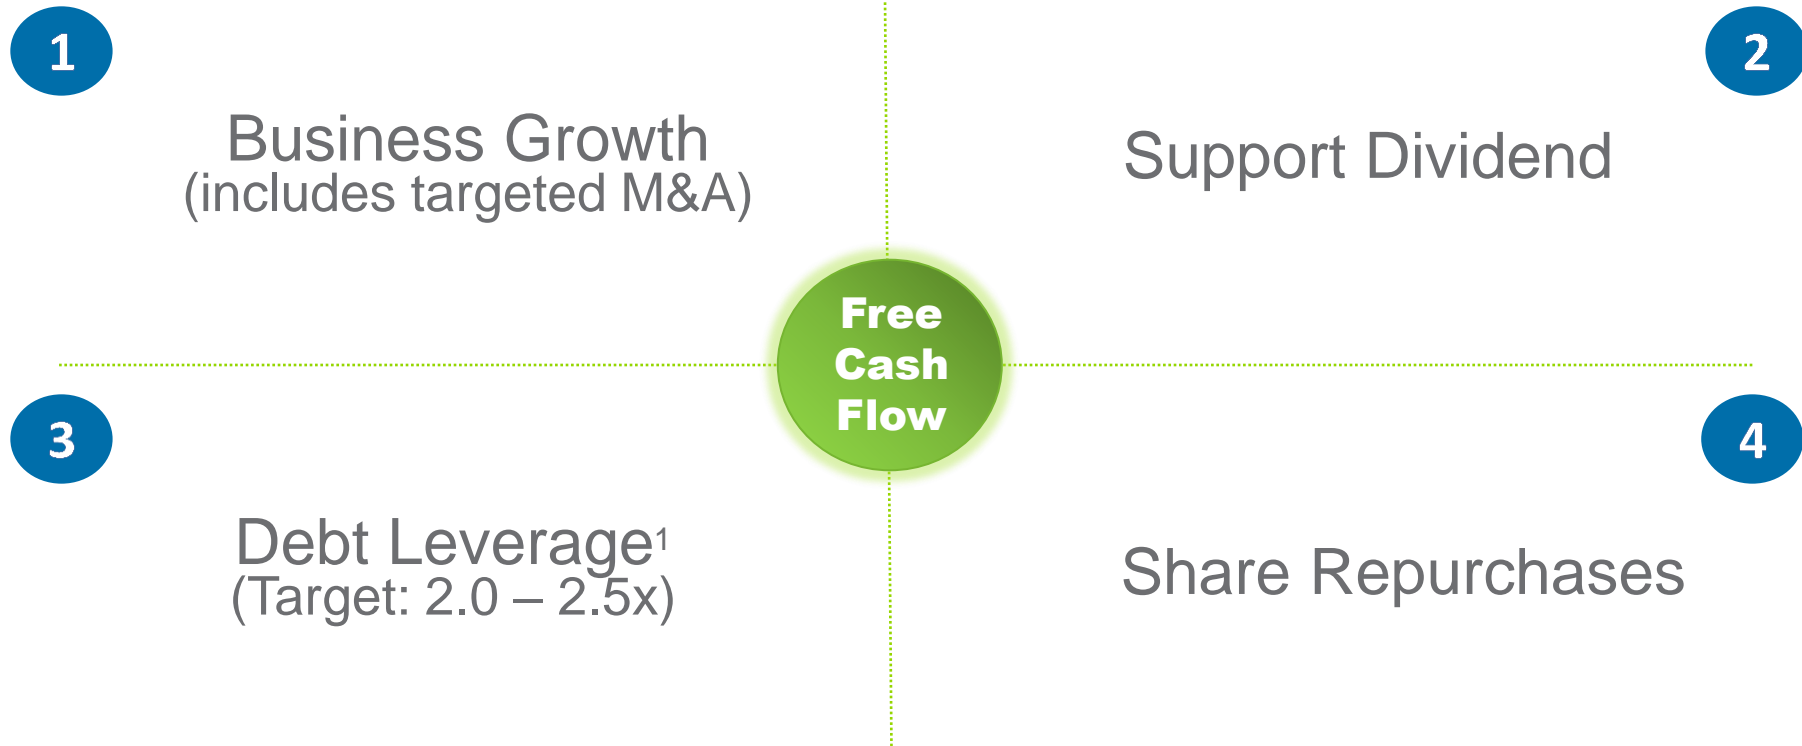 1
Business Growth
(includes targeted M&A)
2
Support Dividend
Free
Cash
Flow
3
Debt Leverage¹
(Target: 2.0 – 2.5x)
4
Share Repurchases